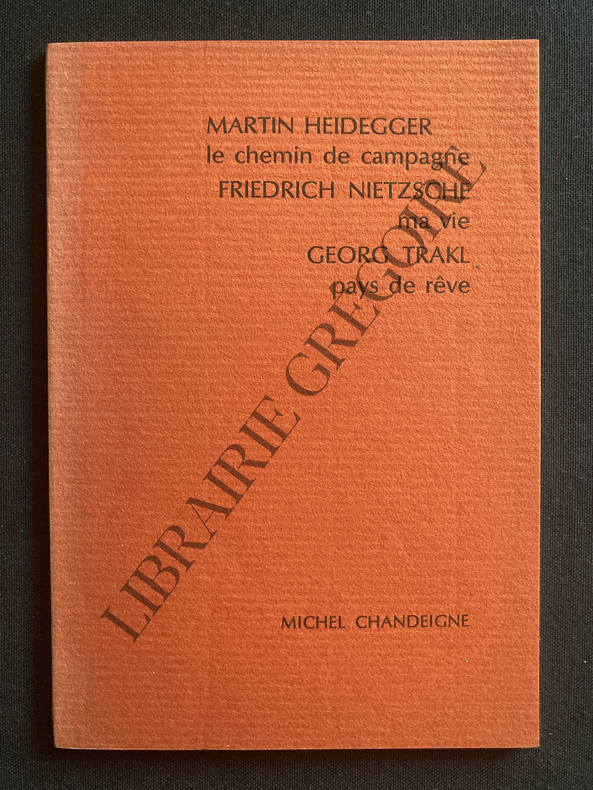 MARTIN HEIDEGGER
le chemin de campagne
FRIEDRICH NIETZSCHE
ma vie
GEORG TRAKL
pays de rêve
LIBRAIRIE GREGOIRE
MICHEL CHANDEIGNE